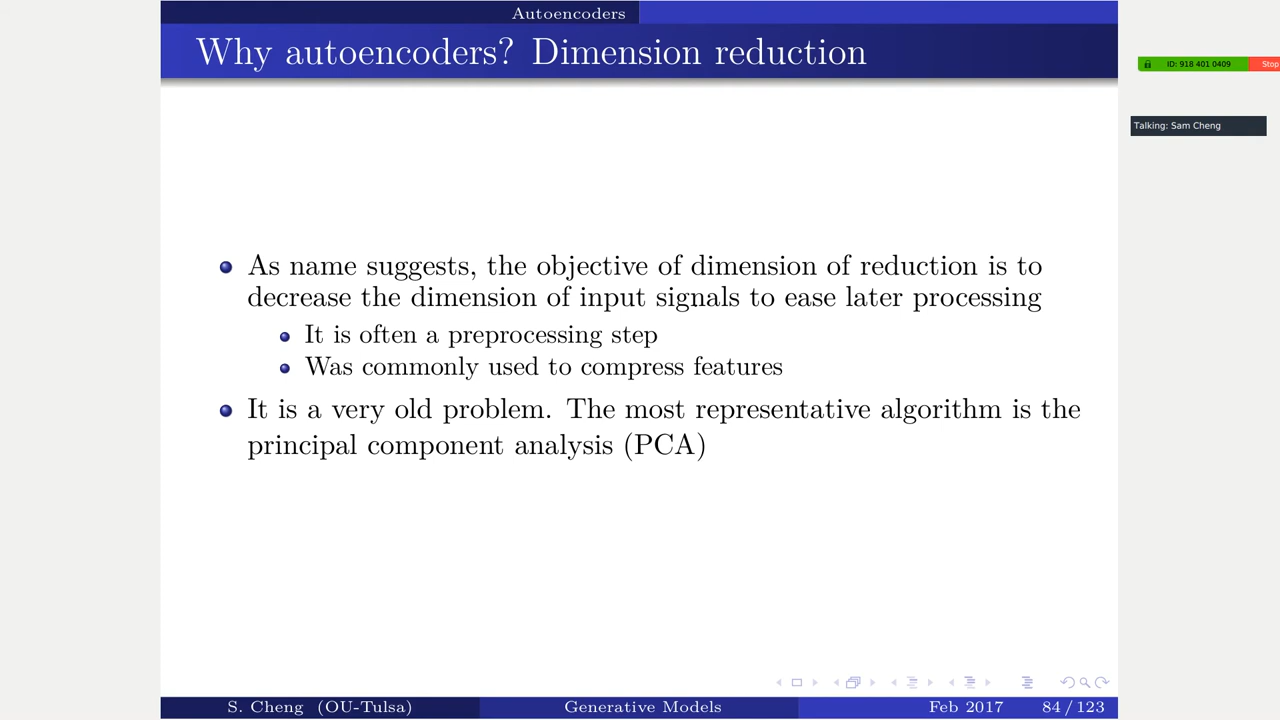 Autoencoders
Why autoencoders? Dimension reduction
ID: 918 401 0409
Stop
Talking: Sam Cheng
As name suggests, the objective of dimension of reduction is to
decrease the dimension of input signals to ease later processing
It is often a preprocessing step
Was commonly used to compress features
It is a very old problem. The most representative algorithm is the
principal component analysis (PCA)
S. Cheng (OU-Tulsa)
Generative Models
Feb 2017
84 / 123